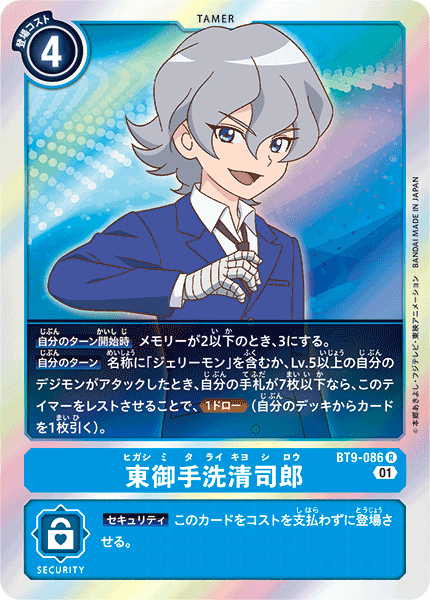 TAMER
登場コスト
4
自分のターン開始時 メモリーが2以下のとき、3にする。
自分のターン 名称に「ジェリーモン」を含むか、Lv.5以上の自分の
デジモンがアタックしたとき、自分の手札が7枚以下なら、このテ
イマーをレストさせることで、1ドロー(自分のデッキからカード
を1枚引く)。
©本郷あきよし・フジテレビ・東映アニメーション BANDAI MADE IN JAPAN
ヒガシ ミ タ ライ キヨ シ ロウ
東御手洗清司郎
BT9-086 R
01
セキュリティ このカードをコストを支払わずに登場さ
せる。
SECURITY